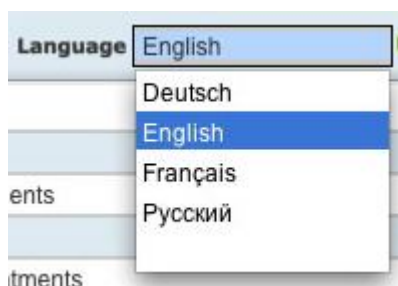 Language English
Deutsch
English
Français
Русский
ents
tments